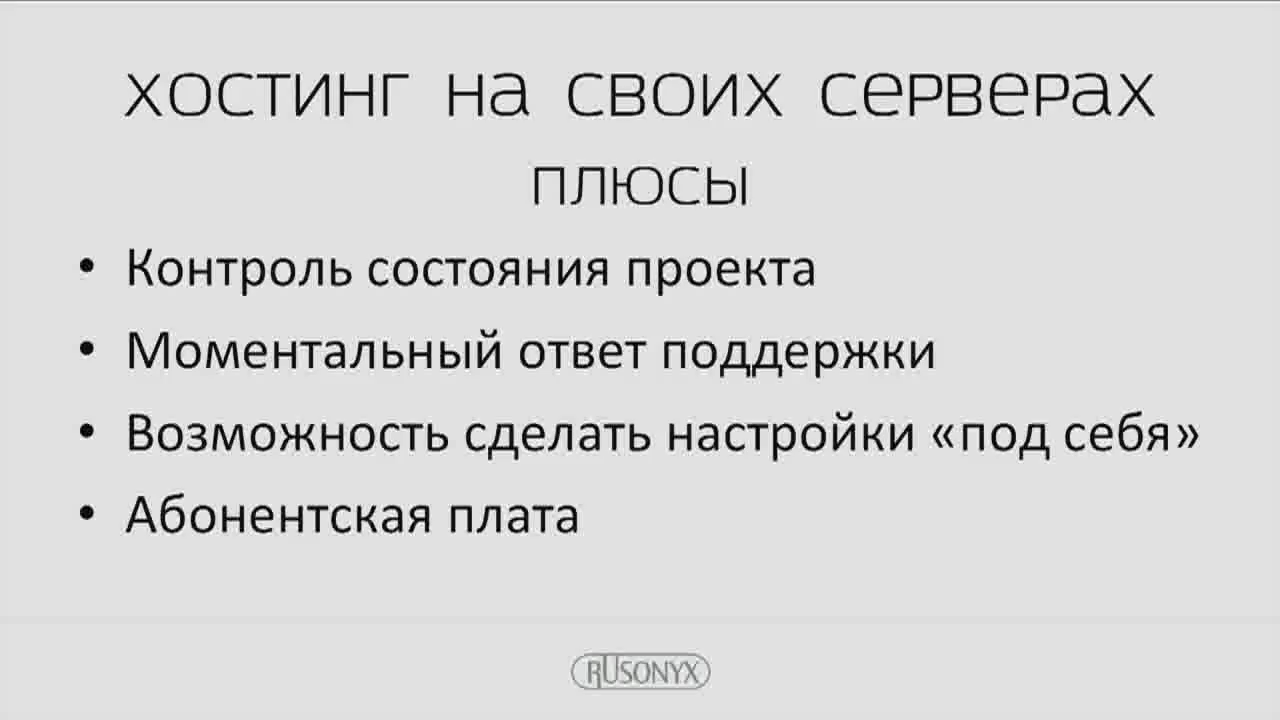 хостинг на своих серверах
плюсы
• Контроль состояния проекта
• Моментальный ответ поддержки
• Возможность сделать настройки «под себя»
• Абонентская плата
RUSONYX